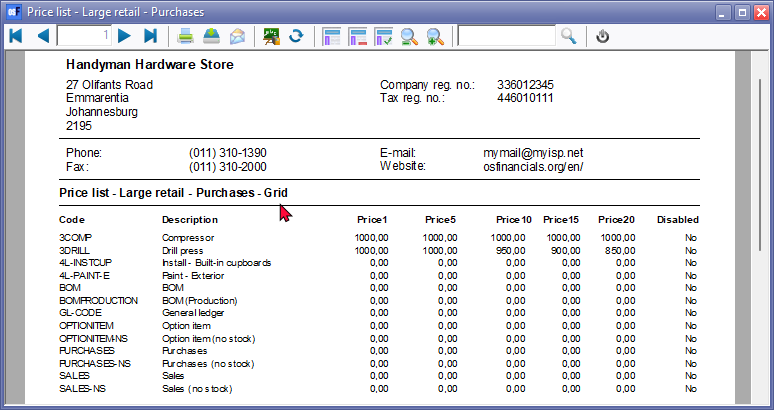 Price list - Large retail - Purchases
1
Handyman Hardware Store
27 Olifants Road
Emmarentia
Johannesburg
2195
Company reg. no.: 336012345
Tax reg. no.: 446010111
Phone: (011) 310-1390
Fax: (011) 310-2000
E-mail: mymail@myisp.net
Website: osfinancials.org/en/
Price list - Large retail - Purchases - Grid
Code Description Price1 Price5 Price10 Price15 Price20 Disabled
3COMP Compressor 1000,00 1000,00 1000,00 1000,00 1000,00 No
3DRILL Drill press 1000,00 1000,00 950,00 900,00 850,00 No
4L-INSTCUP Install - Built-in cupboards 0,00 0,00 0,00 0,00 0,00 No
4L-PAINT-E Paint - Exterior 0,00 0,00 0,00 0,00 0,00 No
BOM BOM 0,00 0,00 0,00 0,00 0,00 No
BOMPRODUCTION BOM (Production) 0,00 0,00 0,00 0,00 0,00 No
GL-CODE General ledger 0,00 0,00 0,00 0,00 0,00 No
OPTIONITEM Option item 0,00 0,00 0,00 0,00 0,00 No
OPTIONITEM-NS Option item (no stock) 0,00 0,00 0,00 0,00 0,00 No
PURCHASES Purchases 0,00 0,00 0,00 0,00 0,00 No
PURCHASES-NS Purchases (no stock) 0,00 0,00 0,00 0,00 0,00 No
SALES Sales 0,00 0,00 0,00 0,00 0,00 No
SALES-NS Sales (no stock) 0,00 0,00 0,00 0,00 0,00 No